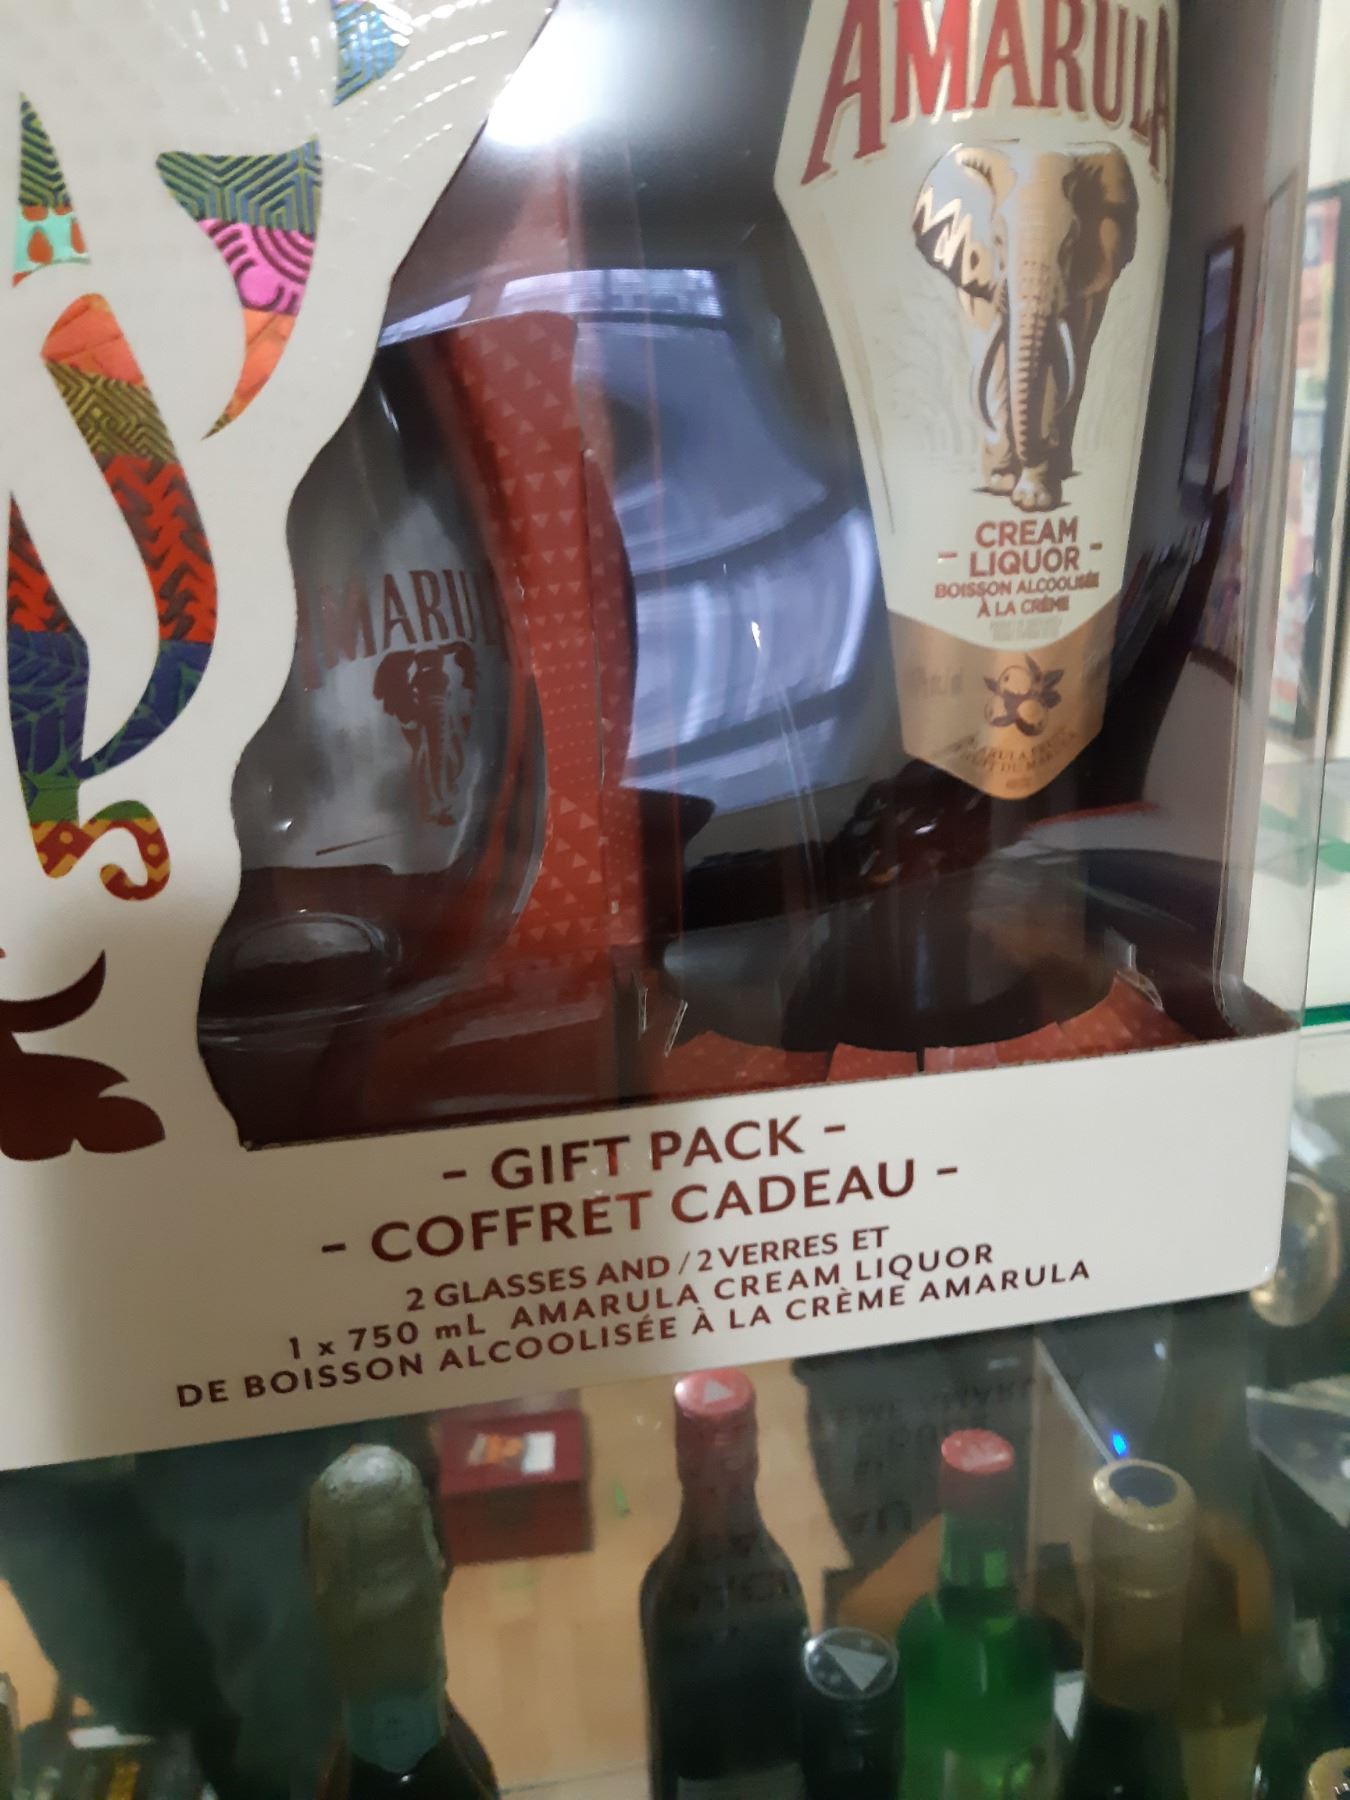 AMARULA
CREAM
- LIQUOR -
BOISSON ALCOOLISÉE
À LA CRÈME
MARUL
- GIFT PACK -
- COFFRET CADEAU -
2 GLASSES AND / 2 VERRES ET
1 x 750 mL AMARULA CREAM LIQUOR
DE BOISSON ALCOOLISÉE À LA CRÈME AMARULA